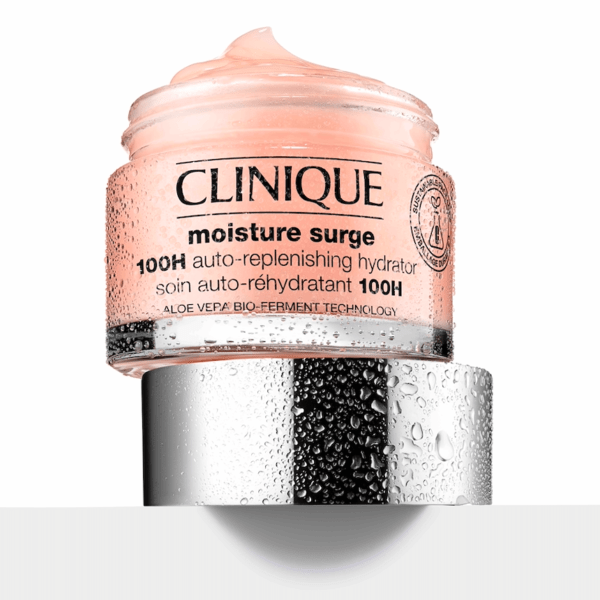 CLINIQUE
moisture surge
100H auto-replenishing hydrator
soin auto-réhydratant 100H
ALOE VERA BIO-FERMENT TECHNOLOGY